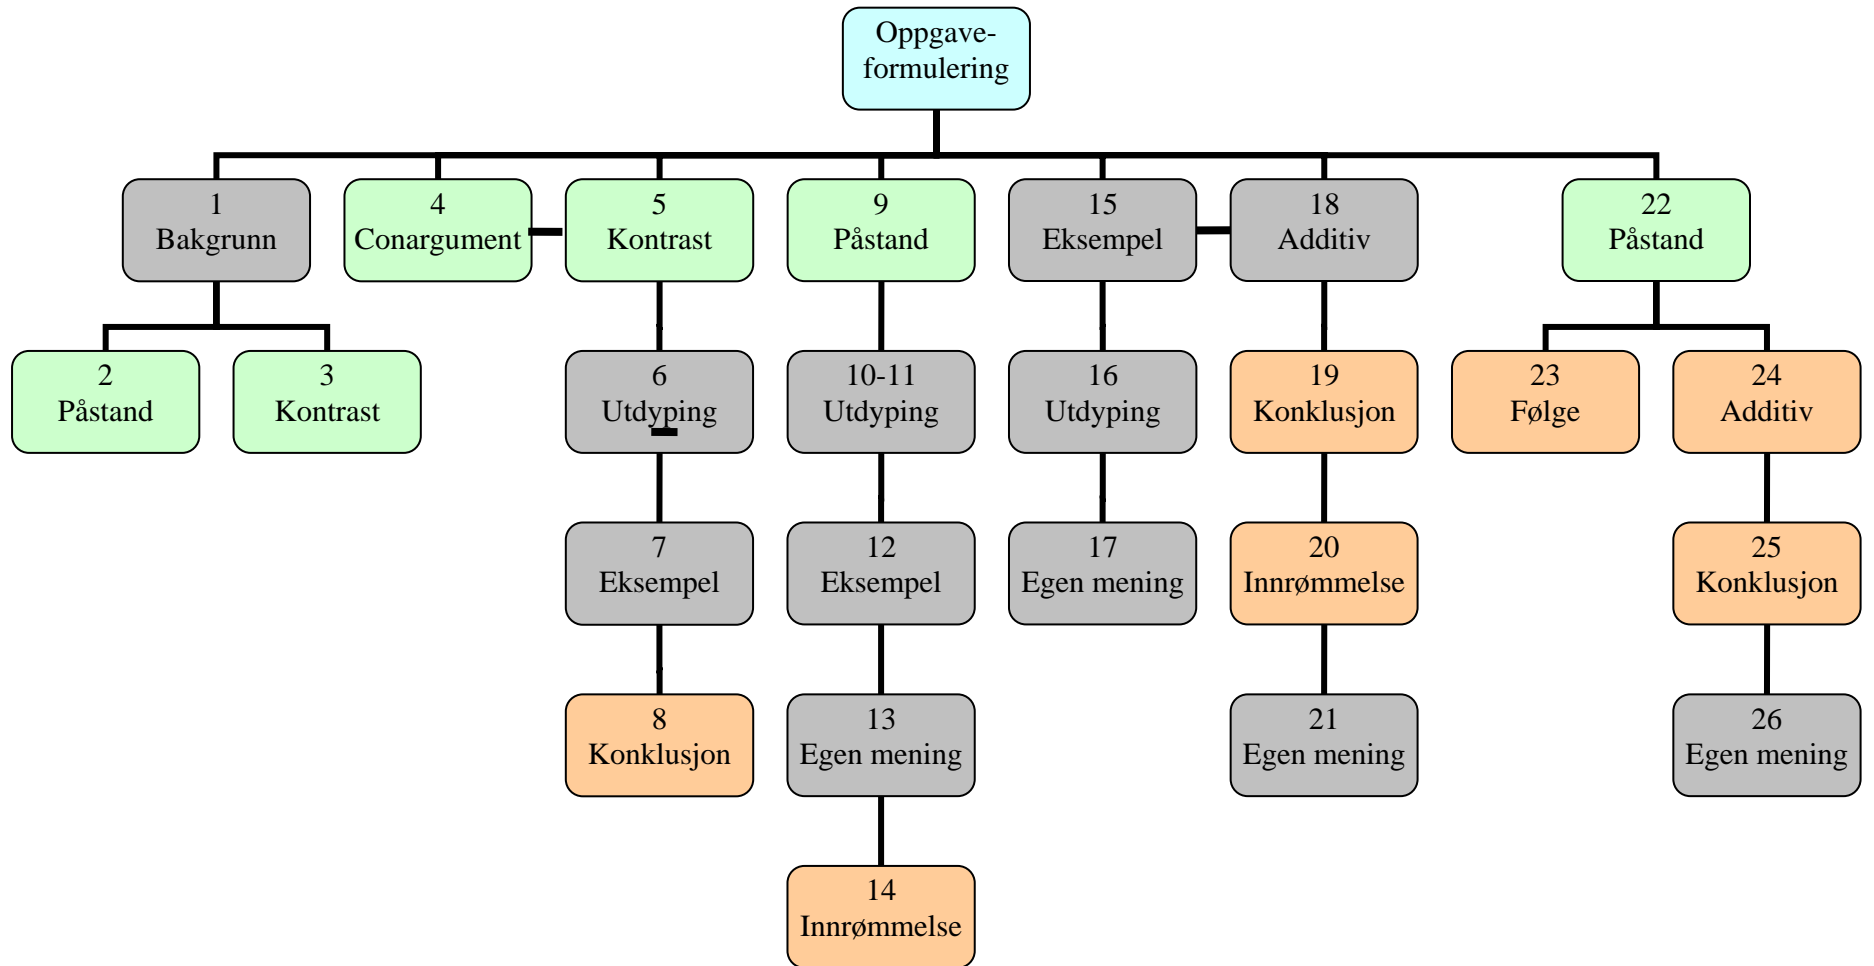 Oppgave-
formulering
1
Bakgrunn
4
Conargument
5
Kontrast
9
Påstand
15
Eksempel
18
Additiv
22
Påstand
2
Påstand
3
Kontrast
6
Utdyping
10-11
Utdyping
16
Utdyping
19
Konklusjon
23
Følge
24
Additiv
7
Eksempel
12
Eksempel
17
Egen mening
20
Innrømmelse
25
Konklusjon
8
Konklusjon
13
Egen mening
21
Egen mening
26
Egen mening
14
Innrømmelse